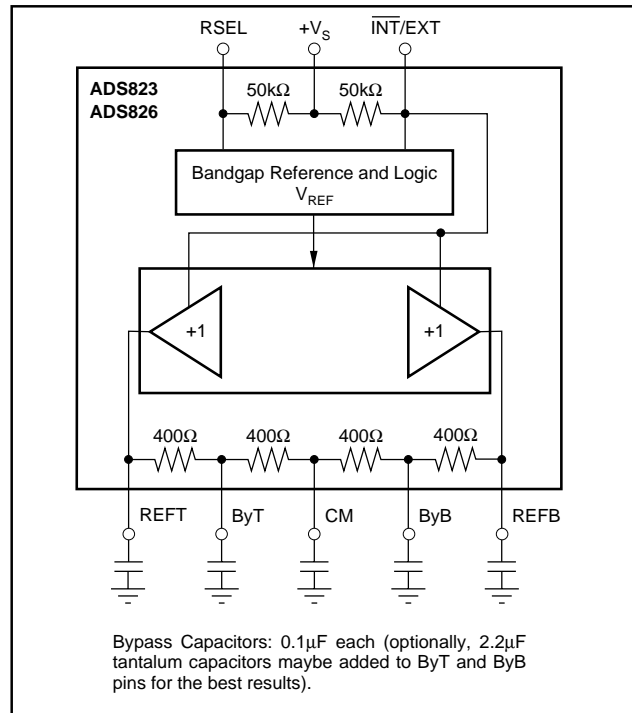 RSEL +VS INT/EXT
ADS823
ADS826
50kΩ 50kΩ
Bandgap Reference and Logic
VREF
+1 +1
400Ω 400Ω 400Ω 400Ω
REFT ByT CM ByB REFB
Bypass Capacitors: 0.1μF each (optionally, 2.2μF
tantalum capacitors maybe added to ByT and ByB
pins for the best results).